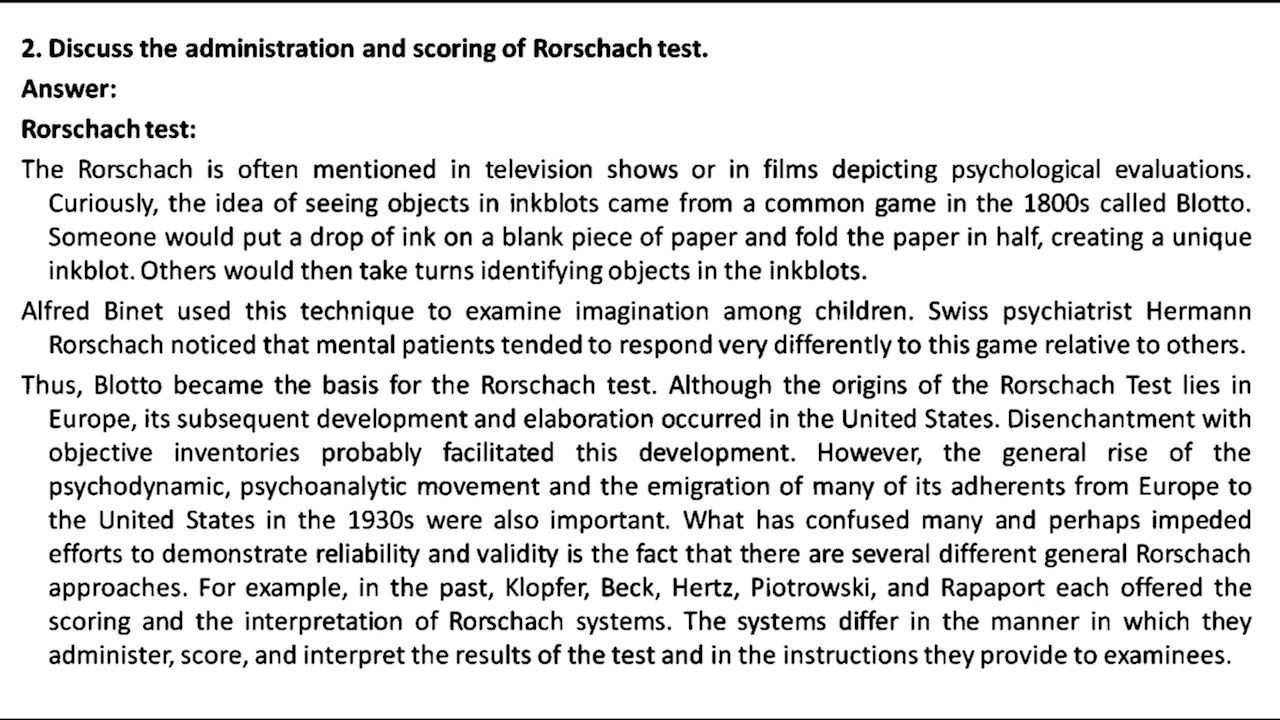 2. Discuss the administration and scoring of Rorschach test.
Answer:
Rorschach test:
The Rorschach is often mentioned in television shows or in films depicting psychological evaluations.
Curiously, the idea of seeing objects in inkblots came from a common game in the 1800s called Blotto.
Someone would put a drop of ink on a blank piece of paper and fold the paper in half, creating a unique
inkblot. Others would then take turns identifying objects in the inkblots.
Alfred Binet used this technique to examine imagination among children. Swiss psychiatrist Hermann
Rorschach noticed that mental patients tended to respond very differently to this game relative to others.
Thus, Blotto became the basis for the Rorschach test. Although the origins of the Rorschach Test lies in
Europe, its subsequent development and elaboration occurred in the United States. Disenchantment with
objective inventories probably facilitated this development. However, the general rise of the
psychodynamic, psychoanalytic movement and the emigration of many of its adherents from Europe to
the United States in the 1930s were also important. What has confused many and perhaps impeded
efforts to demonstrate reliability and validity is the fact that there are several different general Rorschach
approaches. For example, in the past, Klopfer, Beck, Hertz, Piotrowski, and Rapaport each offered the
scoring and the interpretation of Rorschach systems. The systems differ in the manner in which they
administer, score, and interpret the results of the test and in the instructions they provide to examinees.